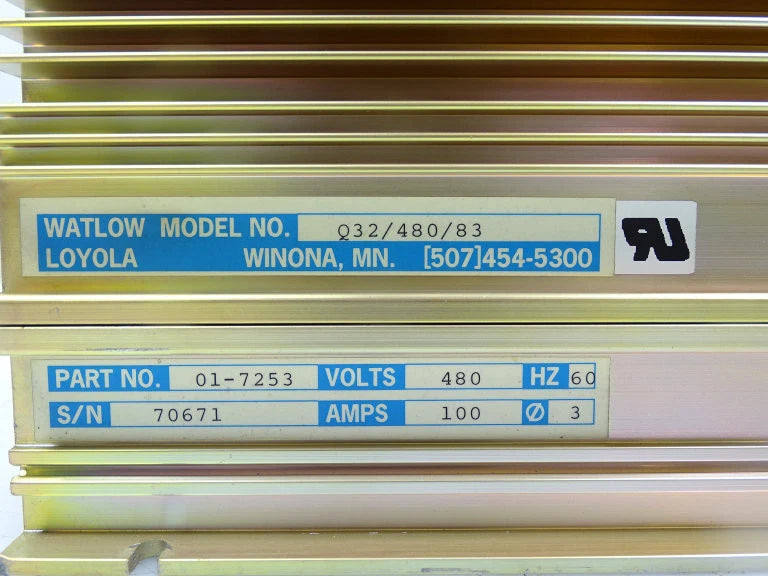 WATLOW MODEL NO. Q32/480/83
LOYOLA WINONA, MN. [507]454-5300
PART NO. 01-7253 VOLTS 480 HZ 60
S/N 70671 AMPS 100 Ø 3